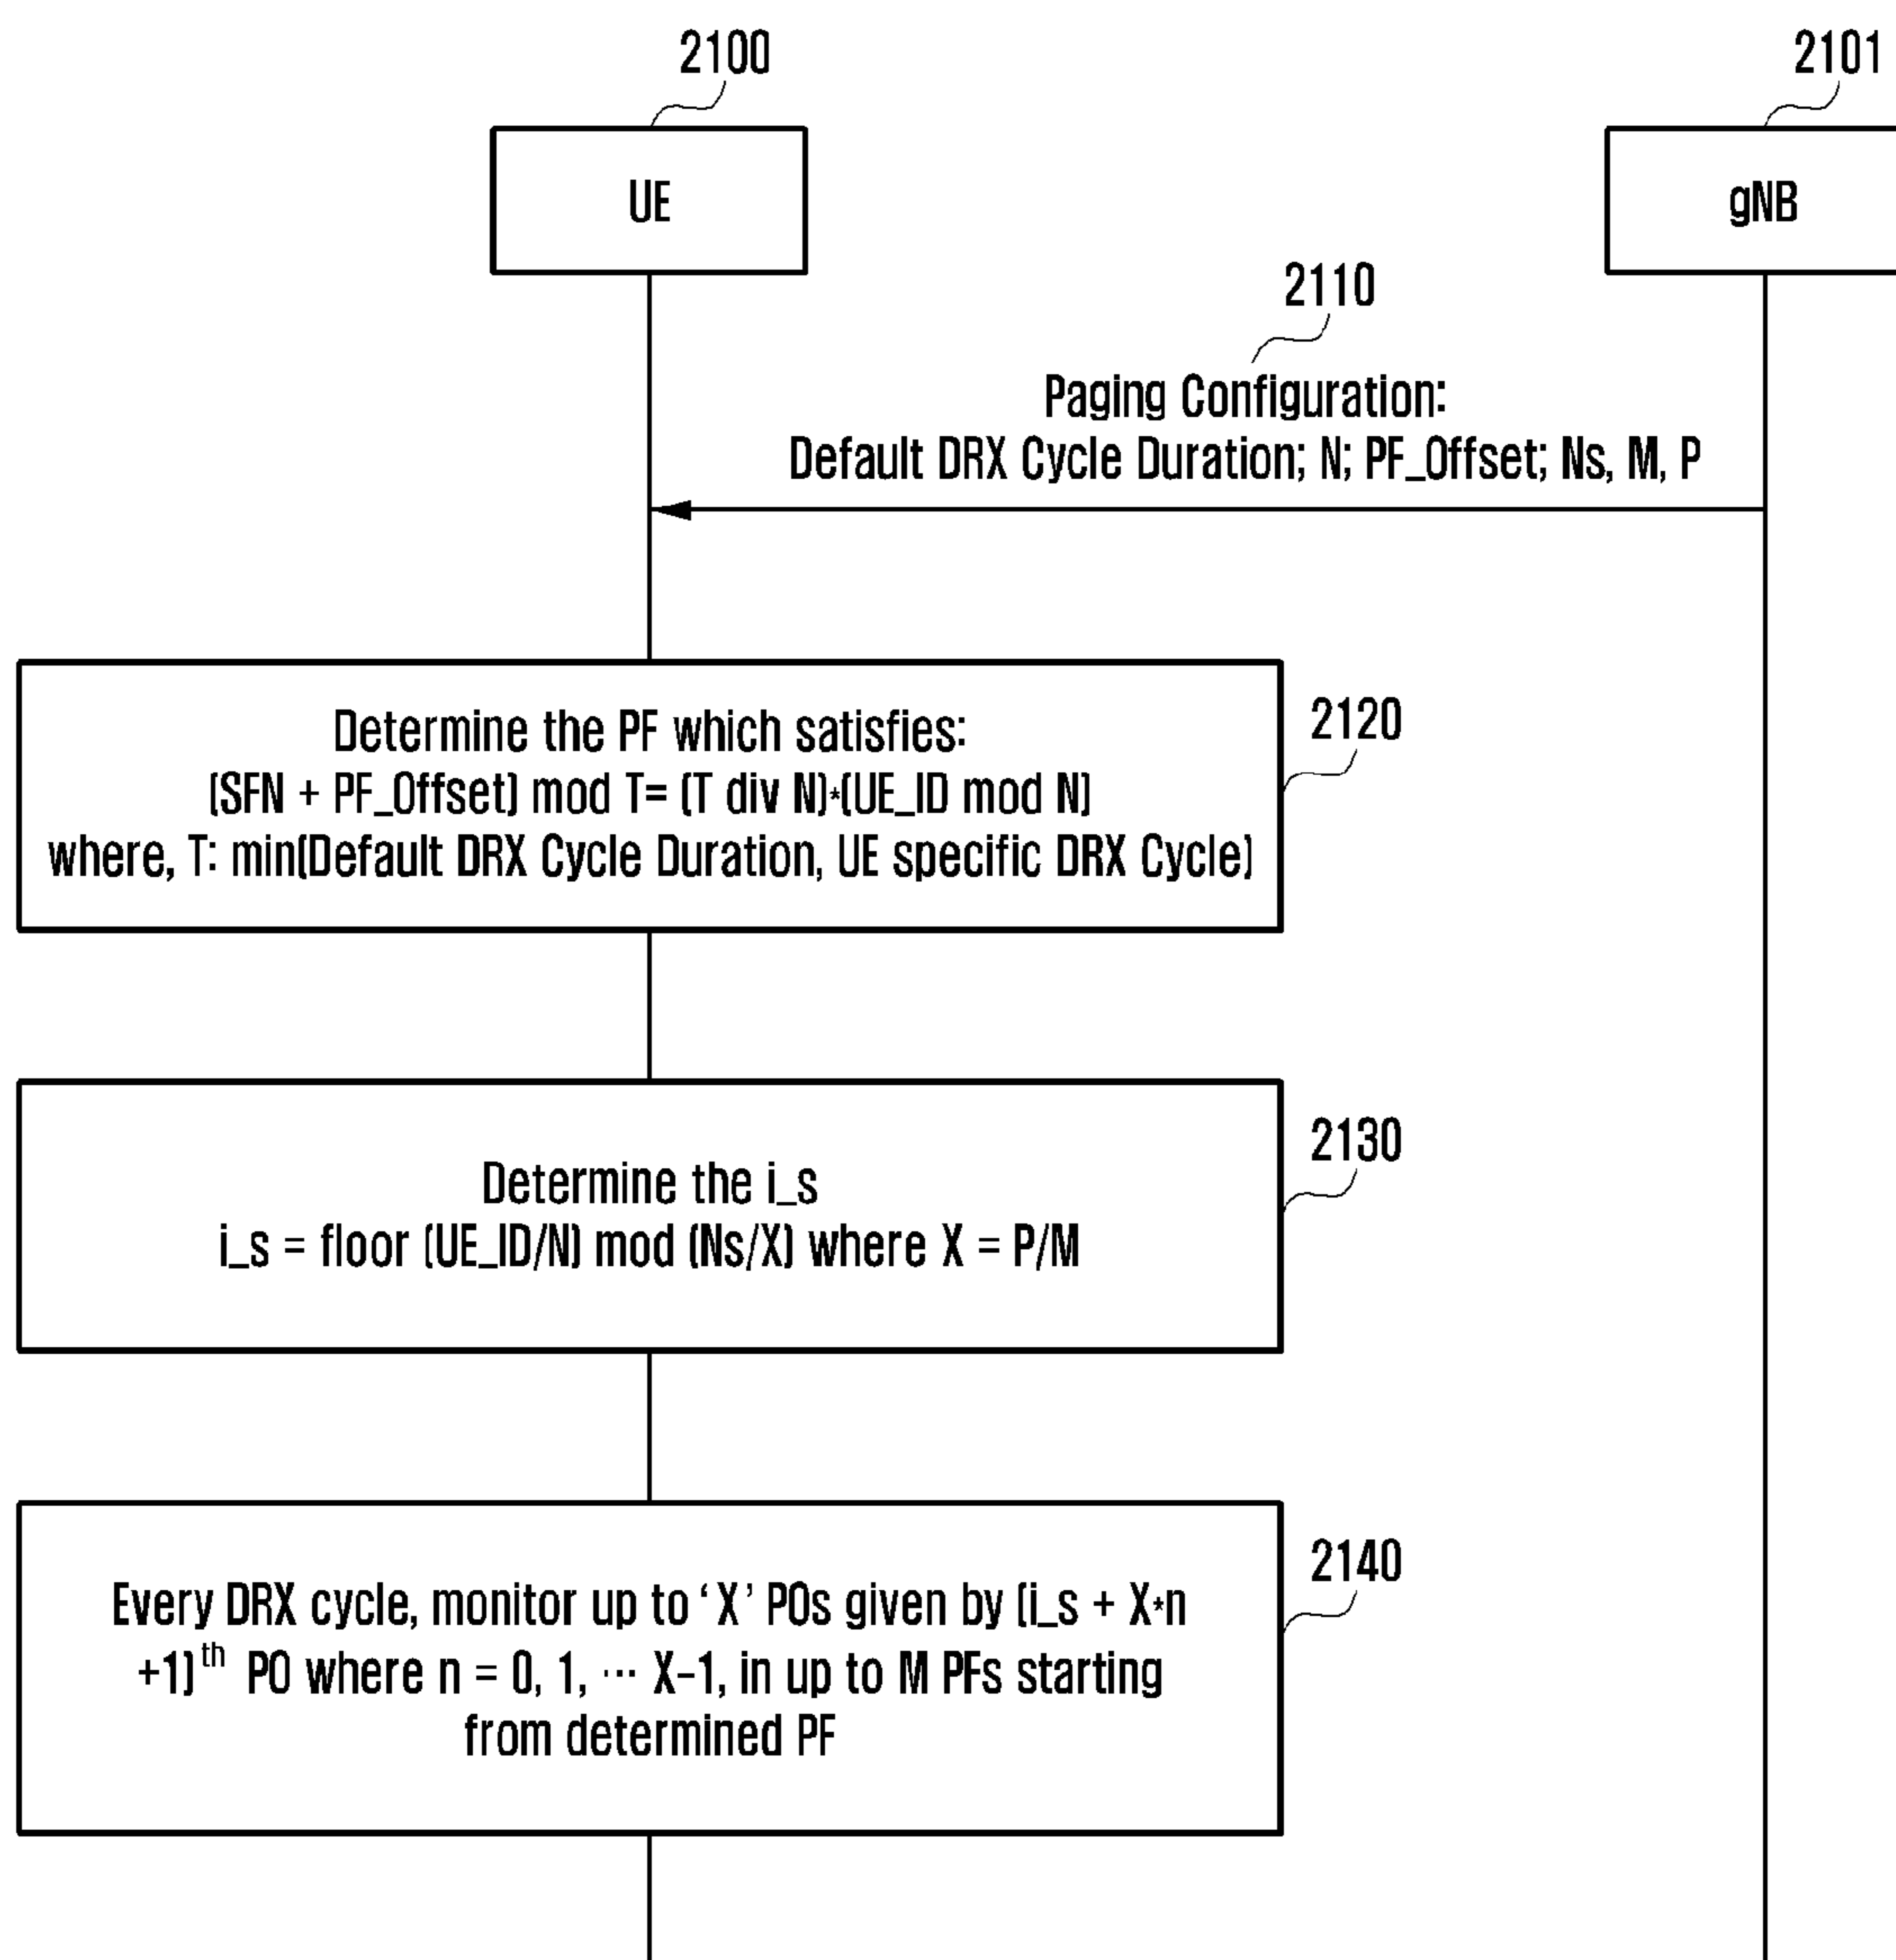 2100
2101
UE
gNB
2110
Paging Configuration:
Default DRX Cycle Duration; N; PF_Offset; Ns, M, P
Determine the PF which satisfies:
(SFN + PF_Offset) mod T= (T div N)*(UE_ID mod N)
where, T: min(Default DRX Cycle Duration, UE specific DRX Cycle)
2120
Determine the i_s
i_s = floor (UE_ID/N) mod (Ns/X) where X = P/M
2130
Every DRX cycle, monitor up to ‘X’ POs given by (i_s + X*n
+1)th PO where n = 0, 1, ··· X-1, in up to M PFs starting
from determined PF
2140